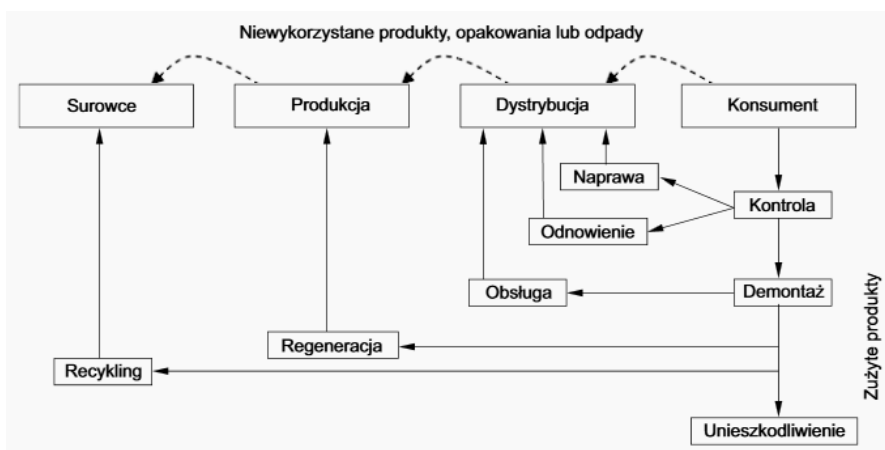 Niewykorzystane produkty, opakowania lub odpady
Surowce
Produkcja
Dystrybucja
Konsument
Naprawa
Kontrola
Odnowienie
Obsługa
Demontaż
Regeneracja
Recykling
Zużyte produkty
Unieszkodliwienie